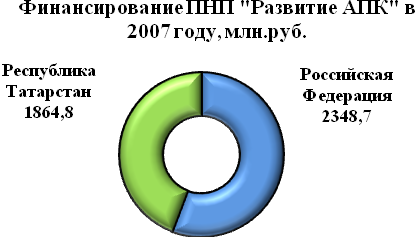 Финансирование ПНП "Развитие АПК" в
2007 году, млн.руб.
Республика
Татарстан
1864,8
Российская
Федерация
2348,7